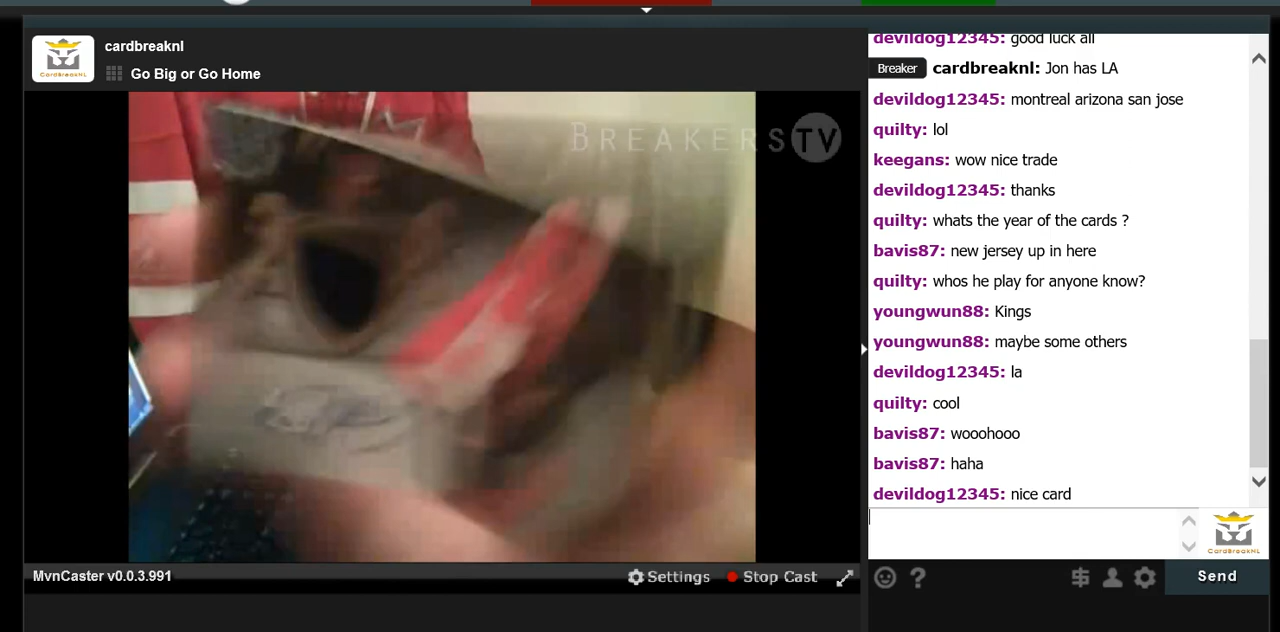 cardbreaknl
Go Big or Go Home
CardBreakNL
BREAKERS TV
MvnCaster v0.0.3.991
Settings
Stop Cast
devildog12345: good luck all
Breaker cardbreaknl: Jon has LA
devildog12345: montreal arizona san jose
quilty: lol
keegans: wow nice trade
devildog12345: thanks
quilty: whats the year of the cards ?
bavis87: new jersey up in here
quilty: whos he play for anyone know?
youngwun88: Kings
youngwun88: maybe some others
devildog12345: la
quilty: cool
bavis87: wooohooo
bavis87: haha
devildog12345: nice card
CardBreakNL
Send